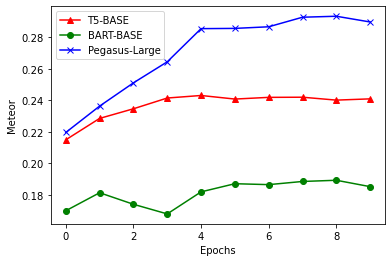 T5-BASE
BART-BASE
Pegasus-Large
Meteor
0.28
0.26
0.24
0.22
0.20
0.18
0 2 4 6 8
Epochs